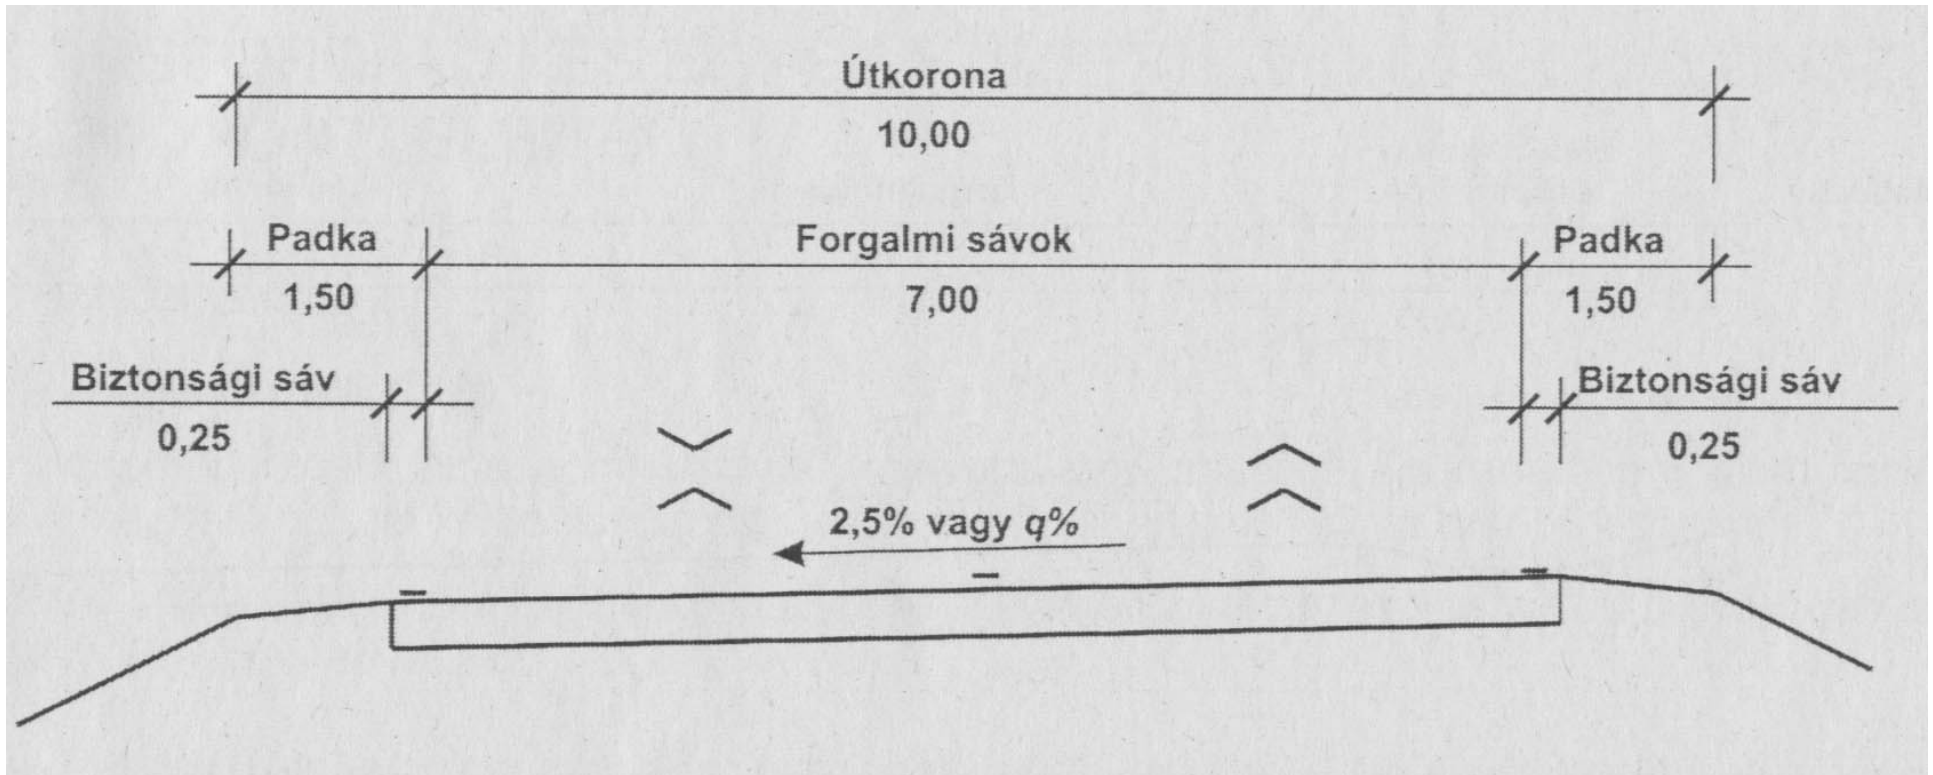 Útkorona
10,00
Padka
Forgalmi sávok
Padka
1,50
7,00
1,50
Biztonsági sáv
Biztonsági sáv
0,25
0,25
2,5% vagy q%